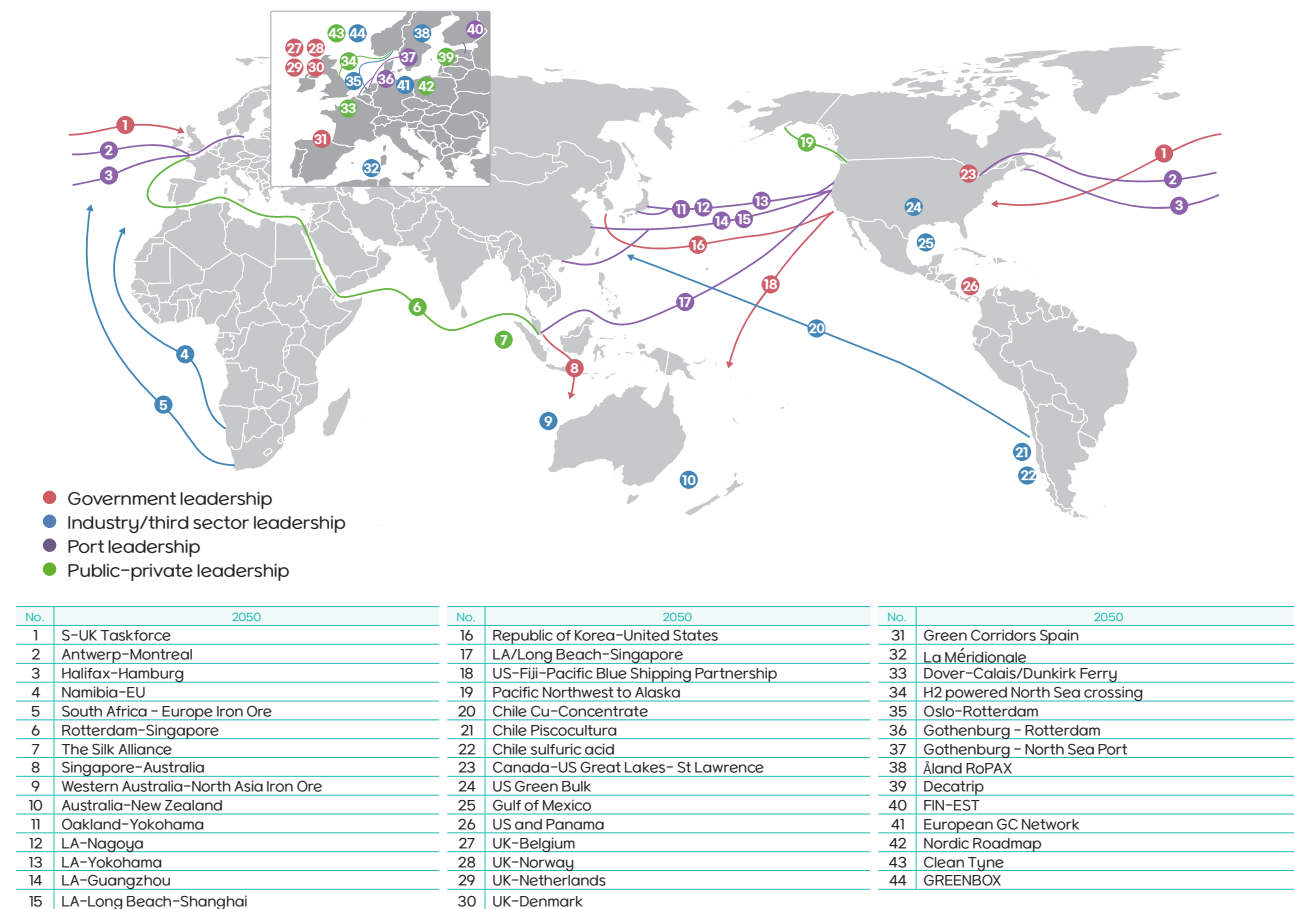 43 44 38 40
27 28
34 37 39
29 30
35 36 41 42
33
31
32
1
2
3
19
1
23
2
3
11 12 13
14 15
24
16
25
18
26
6
17
20
7
4
8
5
9
21
10
22
Government leadership
Industry/third sector leadership
Port leadership
Public-private leadership
No. 2050
1 S-UK Taskforce
2 Antwerp-Montreal
3 Halifax-Hamburg
4 Namibia-EU
5 South Africa - Europe Iron Ore
6 Rotterdam-Singapore
7 The Silk Alliance
8 Singapore-Australia
9 Western Australia-North Asia Iron Ore
10 Australia-New Zealand
11 Oakland-Yokohama
12 LA-Nagoya
13 LA-Yokohama
14 LA-Guangzhou
15 LA-Long Beach-Shanghai
No. 2050
16 Republic of Korea-United States
17 LA/Long Beach-Singapore
18 US-Fiji-Pacific Blue Shipping Partnership
19 Pacific Northwest to Alaska
20 Chile Cu-Concentrate
21 Chile Piscocultura
22 Chile sulfuric acid
23 Canada-US Great Lakes- St Lawrence
24 US Green Bulk
25 Gulf of Mexico
26 US and Panama
27 UK-Belgium
28 UK-Norway
29 UK-Netherlands
30 UK-Denmark
No. 2050
31 Green Corridors Spain
32 La Méridionale
33 Dover-Calais/Dunkirk Ferry
34 H2 powered North Sea crossing
35 Oslo-Rotterdam
36 Gothenburg - Rotterdam
37 Gothenburg - North Sea Port
38 Åland RoPAX
39 Decatrip
40 FIN-EST
41 European GC Network
42 Nordic Roadmap
43 Clean Tyne
44 GREENBOX